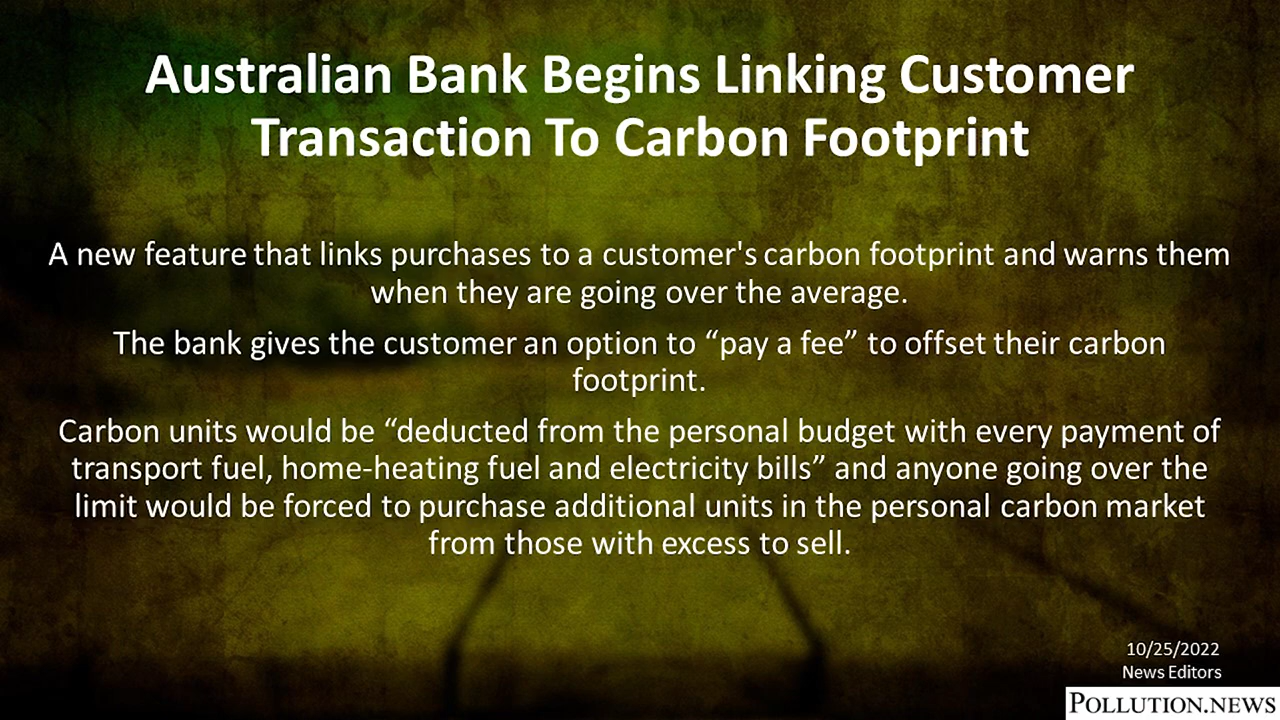 Australian Bank Begins Linking Customer
Transaction To Carbon Footprint
A new feature that links purchases to a customer's carbon footprint and warns them
when they are going over the average.
The bank gives the customer an option to “pay a fee” to offset their carbon
footprint.
Carbon units would be “deducted from the personal budget with every payment of
transport fuel, home-heating fuel and electricity bills” and anyone going over the
limit would be forced to purchase additional units in the personal carbon market
from those with excess to sell.
10/25/2022
News Editors
POLLUTION.NEWS